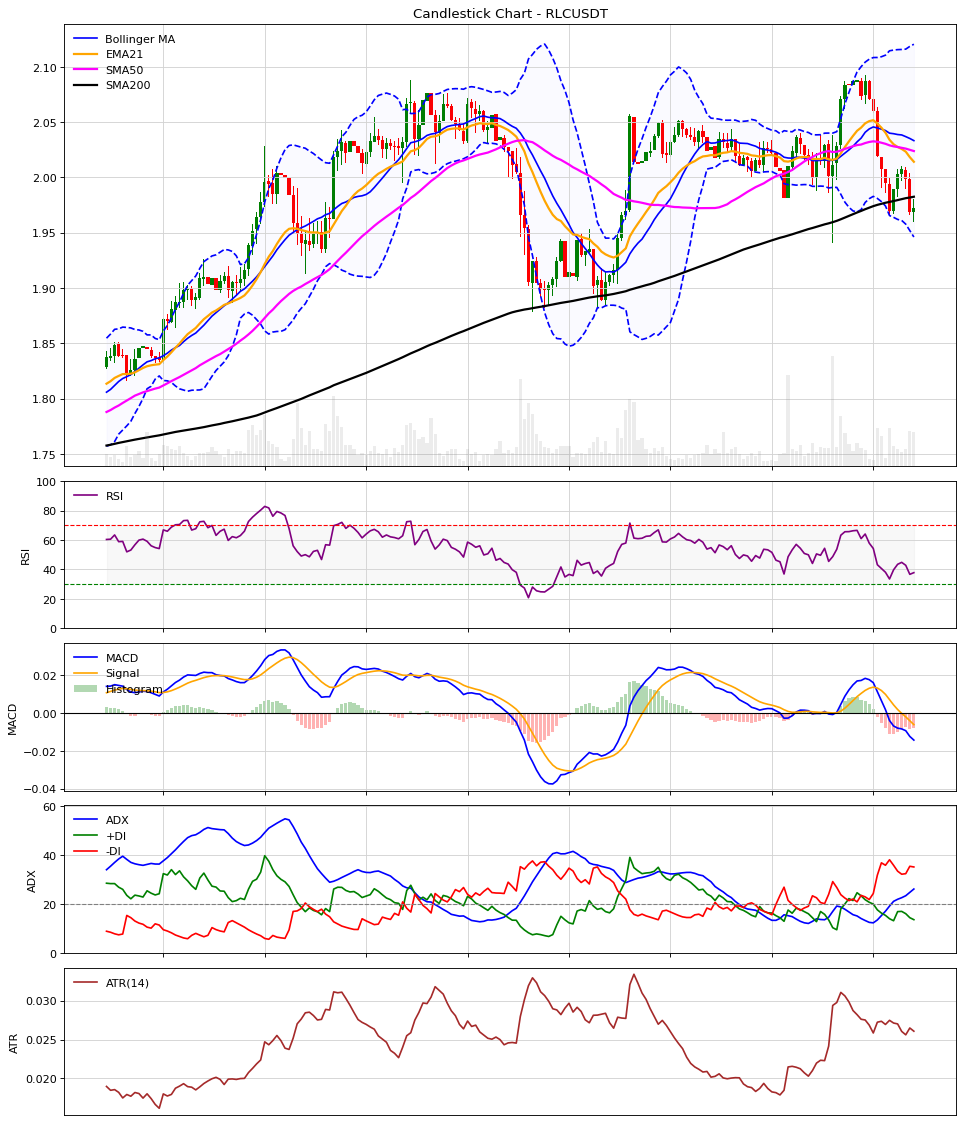 Candlestick Chart - RLCUSDT
Bollinger MA
EMA21
SMA50
SMA200
2.10
2.05
2.00
1.95
1.90
1.85
1.80
1.75
RSI
RSI
100
80
60
40
20
0
MACD
Signal
Histogram
MACD
0.02
0.00
−0.02
−0.04
ADX
+DI
-DI
ADX
60
40
20
0
ATR(14)
ATR
0.030
0.025
0.020